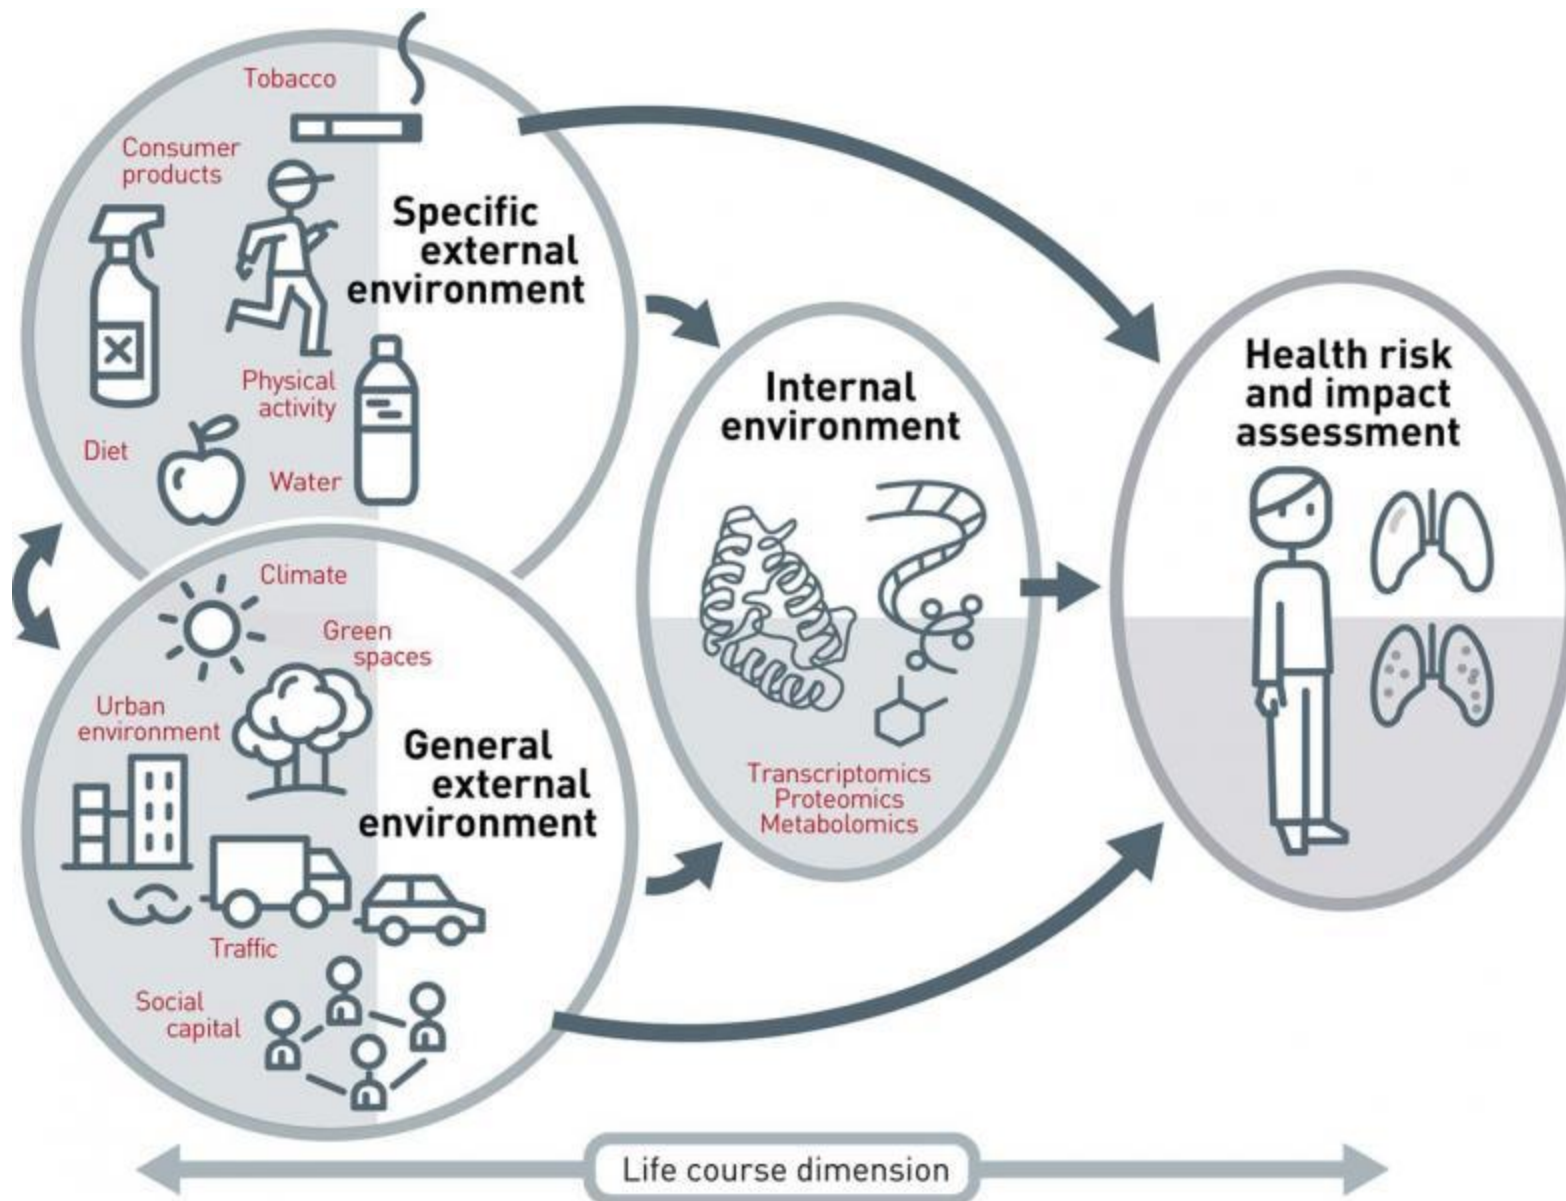 Tobacco
Consumer
products
Specific
external
environment
Physical
activity
Diet
Water
Climate
Green
spaces
Urban
environment
General
external
environment
Traffic
Social
capital
Internal
environment
Transcriptomics
Proteomics
Metabolomics
Health risk
and impact
assessment
Life course dimension